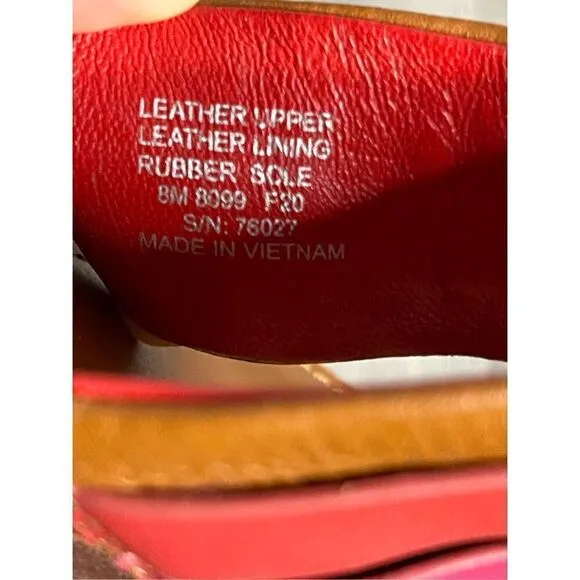 LEATHER UPPER
LEATHER LINING
RUBBER SOLE
8M 8099 F20
S/N: 76027
MADE IN VIETNAM